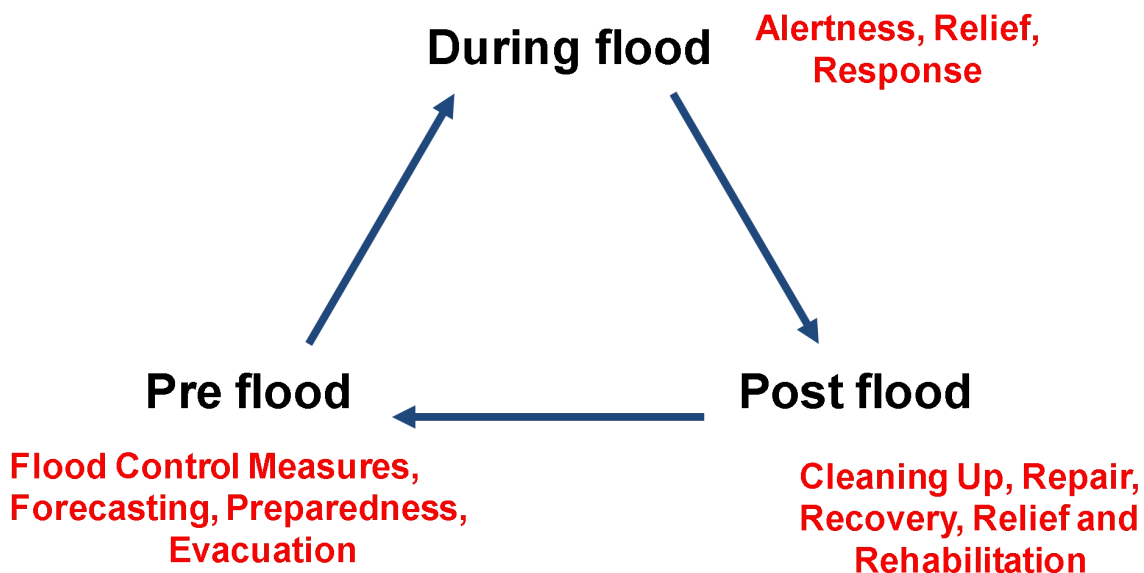 During flood
Alertness, Relief,
Response
Pre flood
Post flood
Flood Control Measures,
Forecasting, Preparedness,
Evacuation
Cleaning Up, Repair,
Recovery, Relief and
Rehabilitation